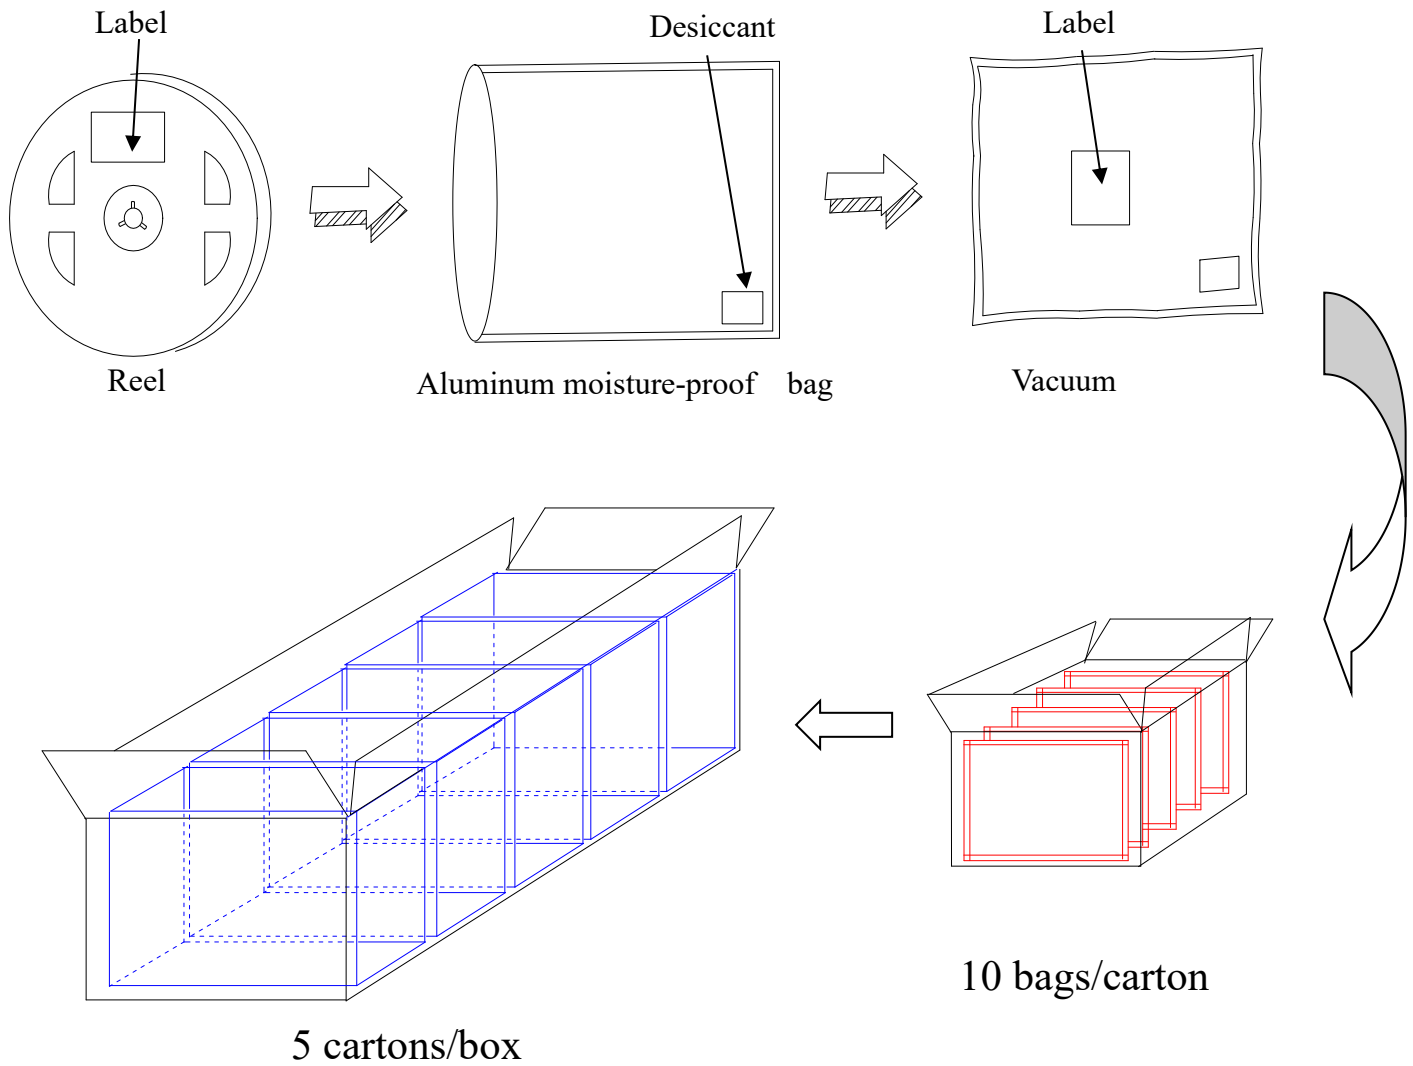 Label
Desiccant
Label
Reel
Aluminum moisture-proof bag
Vacuum
10 bags/carton
5 cartons/box